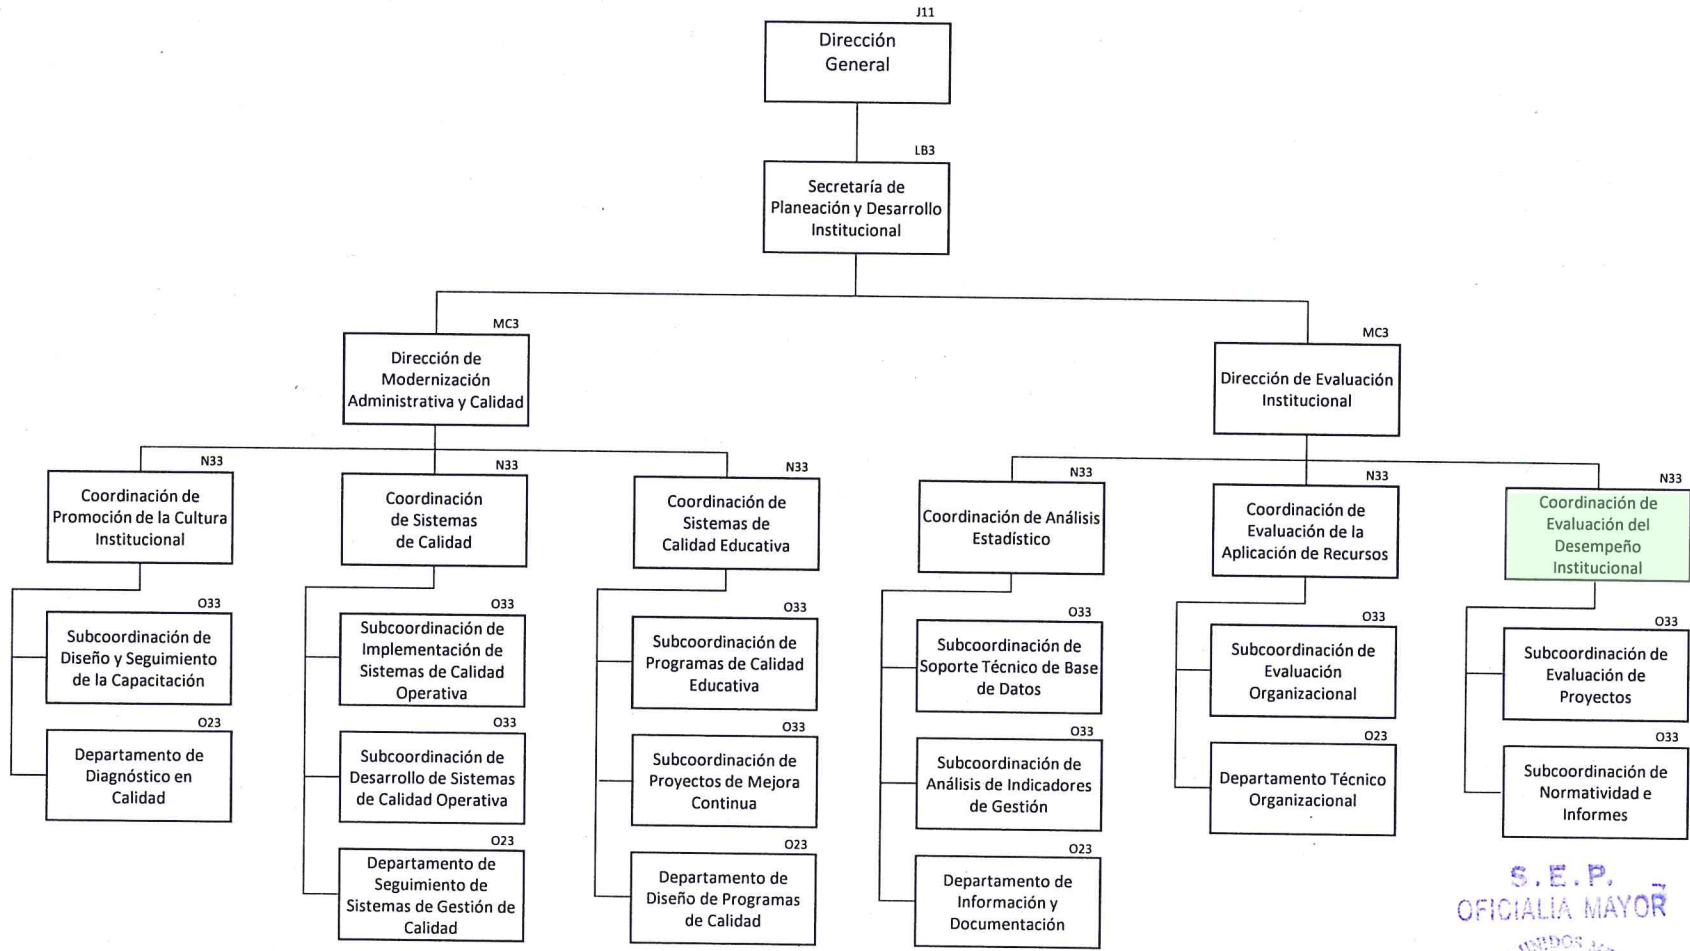 J11
Dirección
General
LB3
Secretaría de
Planeación y Desarrollo
Institucional
MC3
Dirección de
Modernización
Administrativa y Calidad
MC3
Dirección de Evaluación
Institucional
N33
Coordinación de
Promoción de la Cultura
Institucional
N33
Coordinación
de Sistemas
de Calidad
N33
Coordinación de
Sistemas de
Calidad Educativa
N33
Coordinación de Análisis
Estadístico
N33
Coordinación de
Evaluación de la
Aplicación de Recursos
N33
Coordinación de
Evaluación del
Desempeño
Institucional
O33
Subcoordinación de
Diseño y Seguimiento
de la Capacitación
O23
Departamento de
Diagnóstico en
Calidad
O33
Subcoordinación de
Implementación de
Sistemas de Calidad
Operativa
O33
Subcoordinación de
Desarrollo de Sistemas
de Calidad Operativa
O23
Departamento de
Seguimiento de
Sistemas de Gestión de
Calidad
O33
Subcoordinación de
Programas de Calidad
Educativa
O33
Subcoordinación de
Proyectos de Mejora
Continua
O23
Departamento de
Diseño de Programas
de Calidad
O33
Subcoordinación de
Soporte Técnico de Base
de Datos
O33
Subcoordinación de
Análisis de Indicadores
de Gestión
O23
Departamento de
Información y
Documentación
O33
Subcoordinación de
Evaluación
Organizacional
O23
Departamento Técnico
Organizacional
O33
Subcoordinación de
Evaluación de
Proyectos
O33
Subcoordinación de
Normatividad e
Informes
S.E.P.
OFICIALIA MAYOR